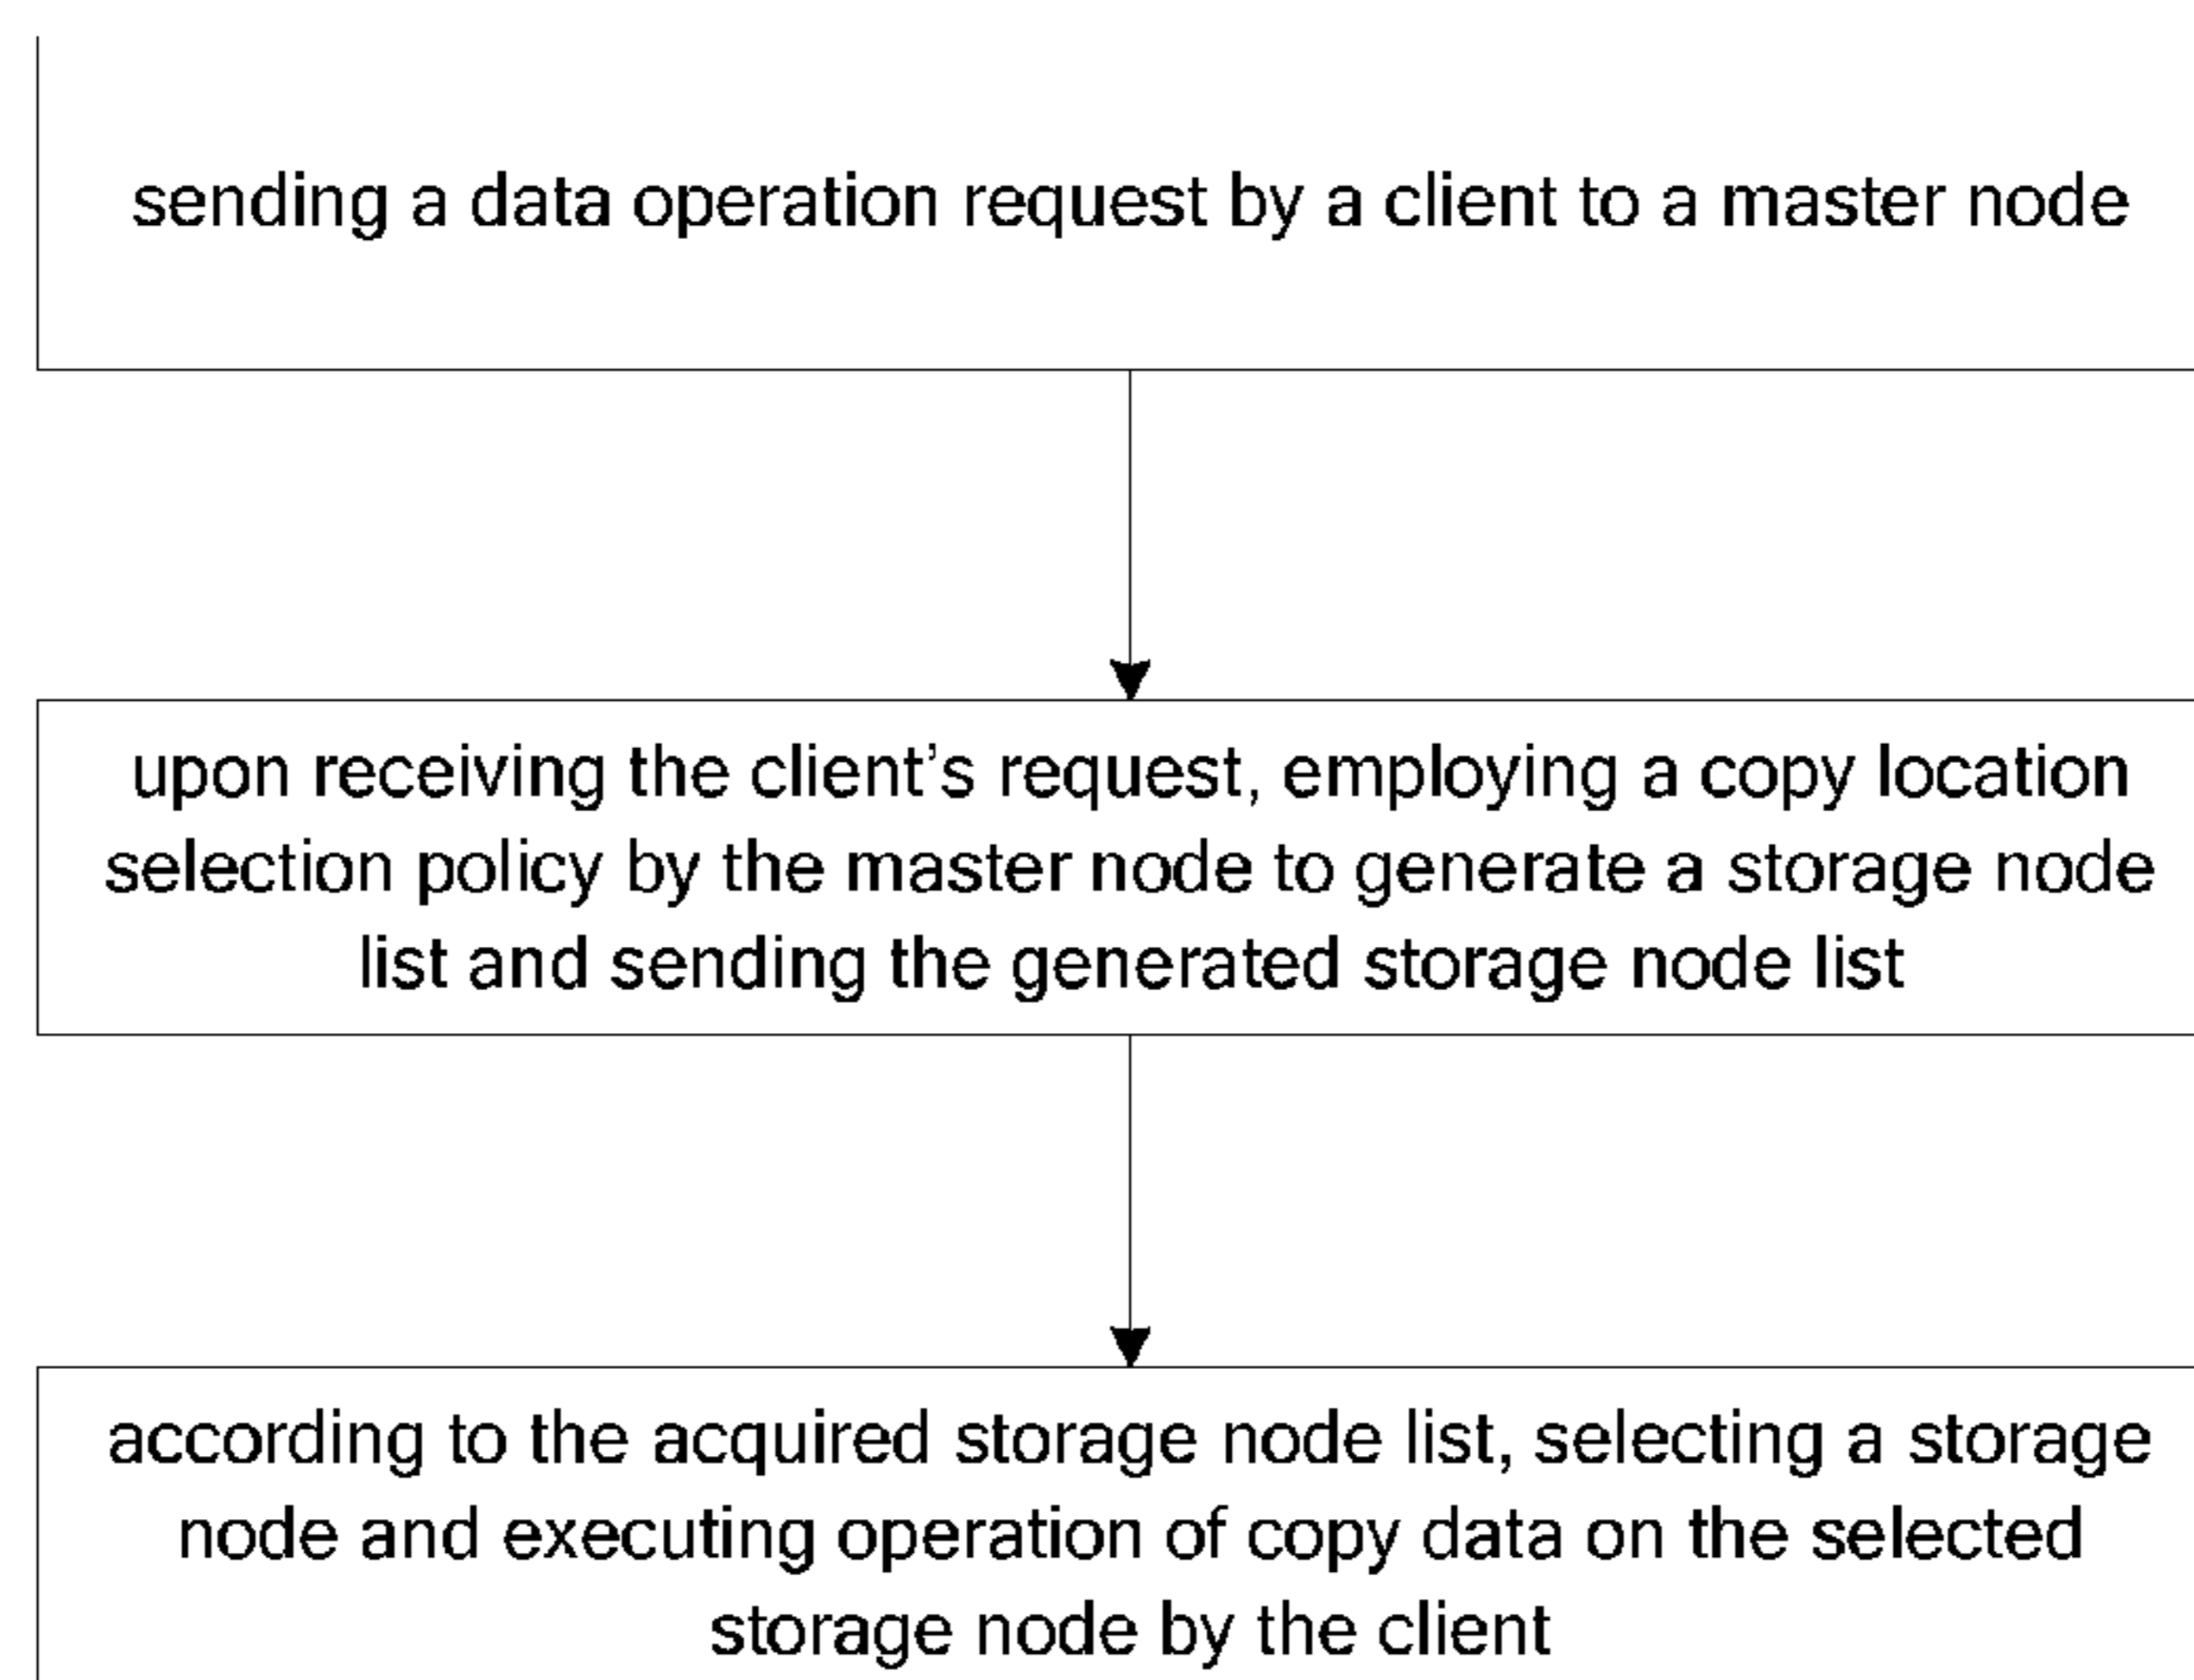 sending a data operation request by a client to a master node
upon receiving the client’s request, employing a copy location
selection policy by the master node to generate a storage node
list and sending the generated storage node list
according to the acquired storage node list, selecting a storage
node and executing operation of copy data on the selected
storage node by the client